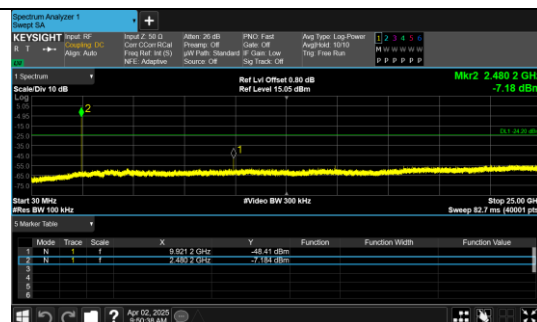 Spectrum Analyzer 1
Swept SA
+
KEYSIGHT Input: RF Input Z: 50 Ω Atten: 26 dB PNO: Fast Avg Type: Log-Power 1 2 3 4 5 6
R T Coupling: DC Corr CCorr RCal Preamp: Off Gate: Off Avg|Hold: 10/10 M W W W W W
Align: Auto Freq Ref: Int (S) µW Path: Standard IF Gain: Low Trig: Free Run
NFE: Adaptive Source: Off Sig Track: Off P P P P P P
1 Spectrum Ref Lvl Offset 0.80 dB Mkr2 2.480 2 GHz
Scale/Div 10 dB Ref Level 15.05 dBm -7.18 dBm
Log
5.05
-4.95
-15.0
-25.0
-35.0
-45.0
-55.0
-65.0
-75.0
2
1
Start 30 MHz #Video BW 300 kHz Stop 25.00 GH
#Res BW 100 kHz Sweep 82.7 ms (40001 pts
5 Marker Table
Mode Trace Scale X Y Function Function Width Function Value
1 N 1 f 9.921 2 GHz -48.41 dBm
2 N 1 f 2.480 2 GHz -7.184 dBm
3
4
5
6
? Apr 02, 2025
9:50:38 AM